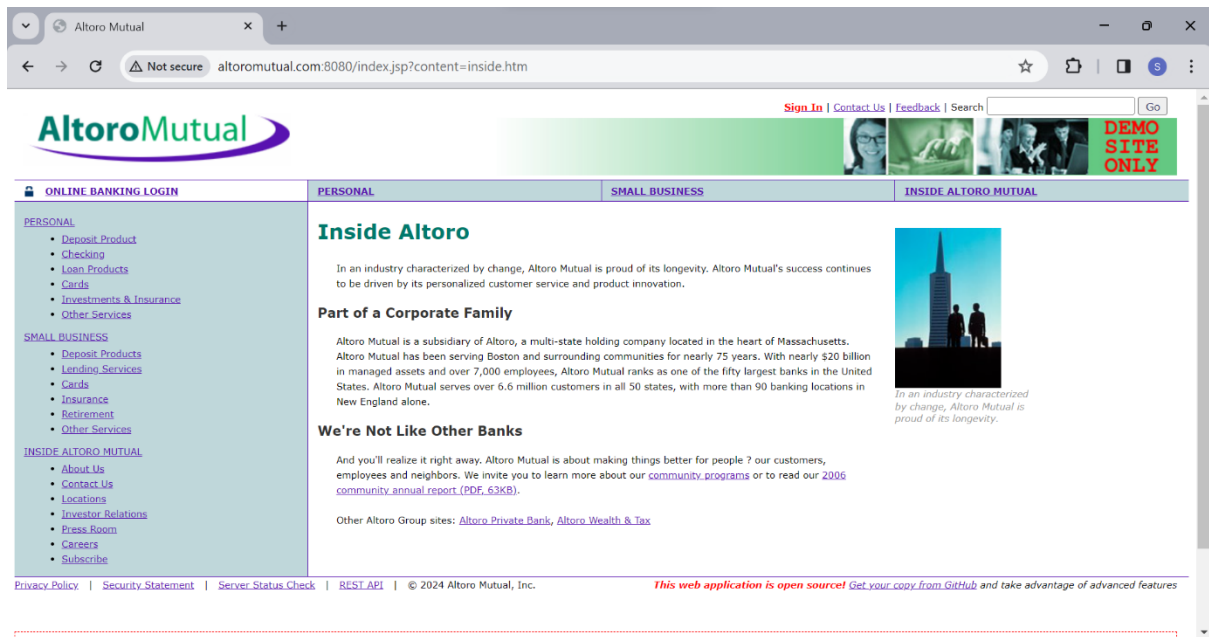 Altoro Mutual
Not secure altoromutual.com:8080/index.jsp?content=inside.htm
S
Sign In | Contact Us | Feedback | Search Go
AltoroMutual
DEMO
SITE
ONLY
ONLINE BANKING LOGIN
PERSONAL
SMALL BUSINESS
INSIDE ALTORO MUTUAL
PERSONAL
• Deposit Product
• Checking
• Loan Products
• Cards
• Investments & Insurance
• Other Services
SMALL BUSINESS
• Deposit Products
• Lending Services
• Cards
• Insurance
• Retirement
• Other Services
INSIDE ALTORO MUTUAL
• About Us
• Contact Us
• Locations
• Investor Relations
• Press Room
• Careers
• Subscribe
Inside Altoro
In an industry characterized by change, Altoro Mutual is proud of its longevity. Altoro Mutual's success continues
to be driven by its personalized customer service and product innovation.
Part of a Corporate Family
Altoro Mutual is a subsidiary of Altoro, a multi-state holding company located in the heart of Massachusetts.
Altoro Mutual has been serving Boston and surrounding communities for nearly 75 years. With nearly $20 billion
in managed assets and over 7,000 employees, Altoro Mutual ranks as one of the fifty largest banks in the United
States. Altoro Mutual serves over 6.6 million customers in all 50 states, with more than 90 banking locations in
New England alone.
We're Not Like Other Banks
And you'll realize it right away. Altoro Mutual is about making things better for people ? our customers,
employees and neighbors. We invite you to learn more about our community programs or to read our 2006
community annual report (PDF, 63KB).
Other Altoro Group sites: Altoro Private Bank, Altoro Wealth & Tax
In an industry characterized
by change, Altoro Mutual is
proud of its longevity.
Privacy Policy | Security Statement | Server Status Check | REST API | © 2024 Altoro Mutual, Inc.
This web application is open source! Get your copy from GitHub and take advantage of advanced features